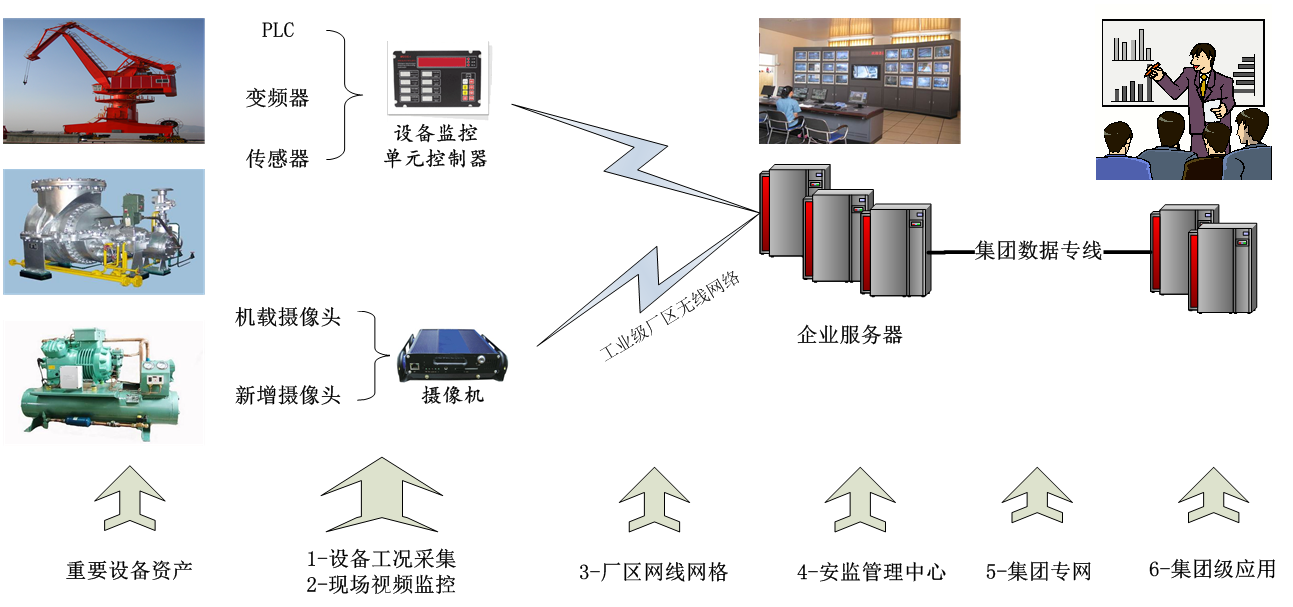 PLC
变频器
传感器
设备监控
单元控制器
机载摄像头
新增摄像头
摄像机
工业级厂区无线网络
企业服务器
集团数据专线
重要设备资产
1-设备工况采集
2-现场视频监控
3-厂区网线网格
4-安监管理中心
5-集团专网
6-集团级应用